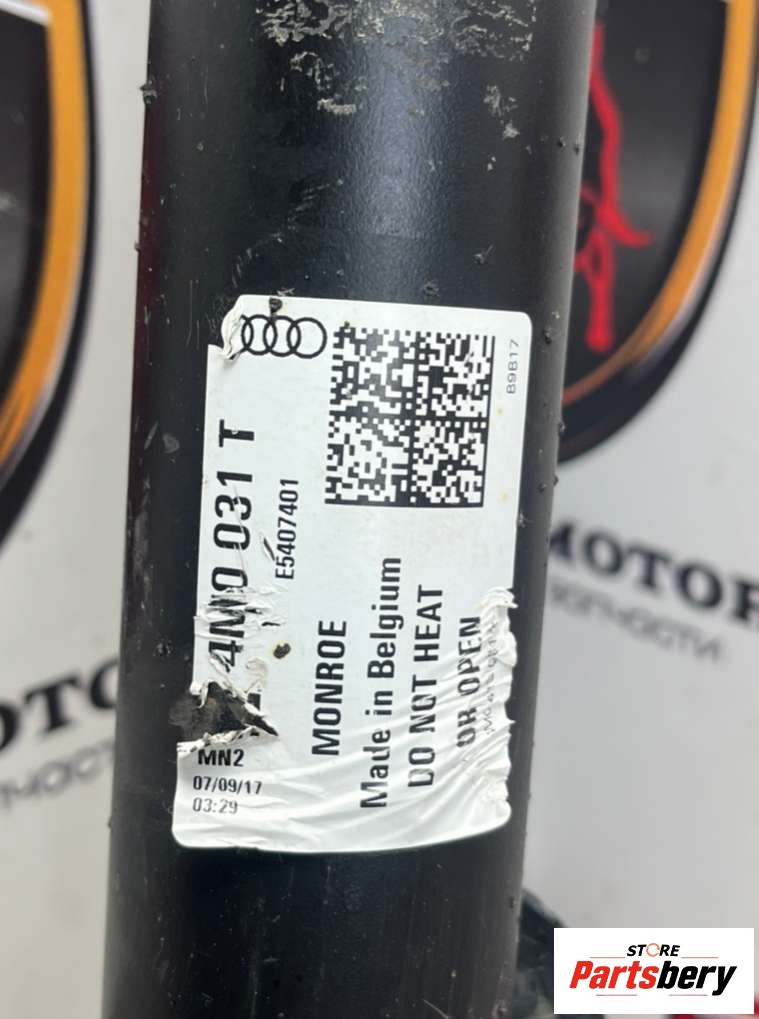 4M0 031 T
E5407401
B9B17
MONROE
Made in Belgium
DO NOT HEAT
OR OPEN
MN2
07/09/17
03:29
MOTOR
STORE
Partsbery